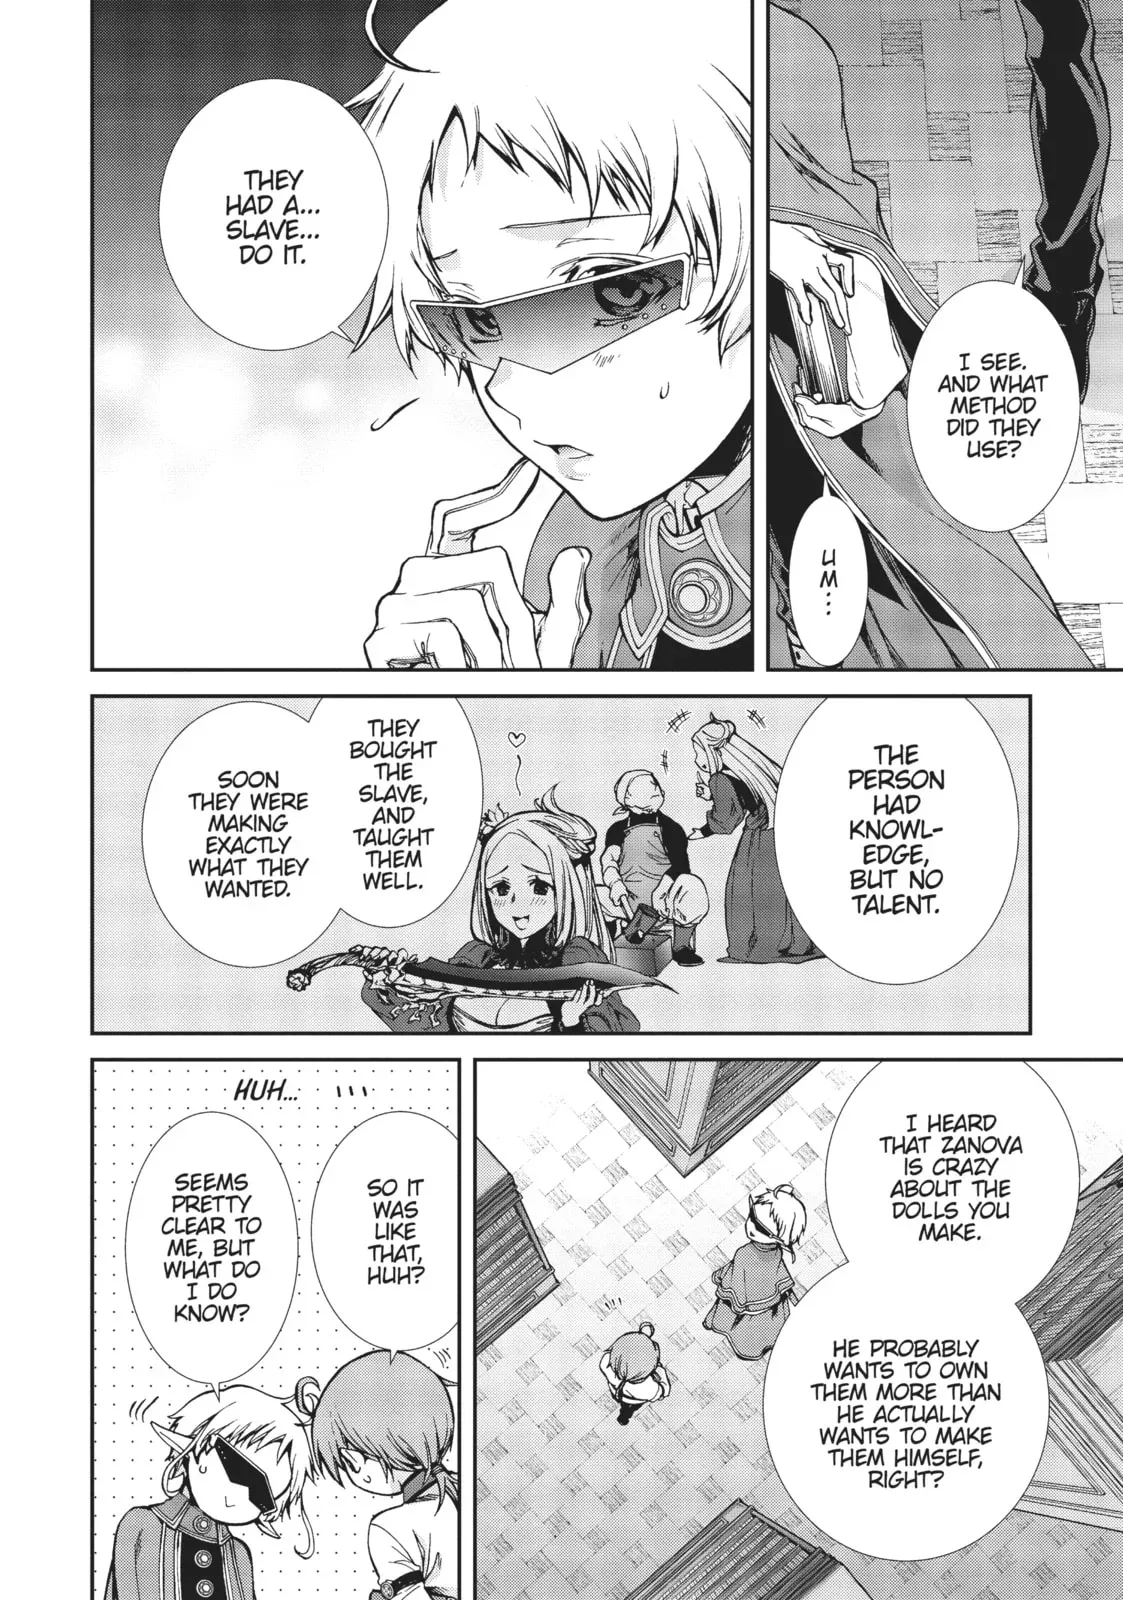 I SEE.
AND WHAT
METHOD
DID THEY
USE?
UM...
THEY
HAD A...
SLAVE...
DO IT.
THE
PERSON
HAD
KNOWL-
EDGE,
BUT NO
TALENT.
THEY
BOUGHT
THE
SLAVE,
AND
TAUGHT
THEM
WELL.
SOON
THEY WERE
MAKING
EXACTLY
WHAT THEY
WANTED.
I HEARD
THAT ZANOVA
IS CRAZY
ABOUT THE
DOLLS YOU
MAKE.
HE PROBABLY
WANTS TO OWN
THEM MORE THAN
HE ACTUALLY
WANTS TO MAKE
THEM HIMSELF,
RIGHT?
SO IT
WAS
LIKE
THAT,
HUH?
HUH...
SEEMS
PRETTY
CLEAR TO
ME, BUT
WHAT DO
I DO
KNOW?